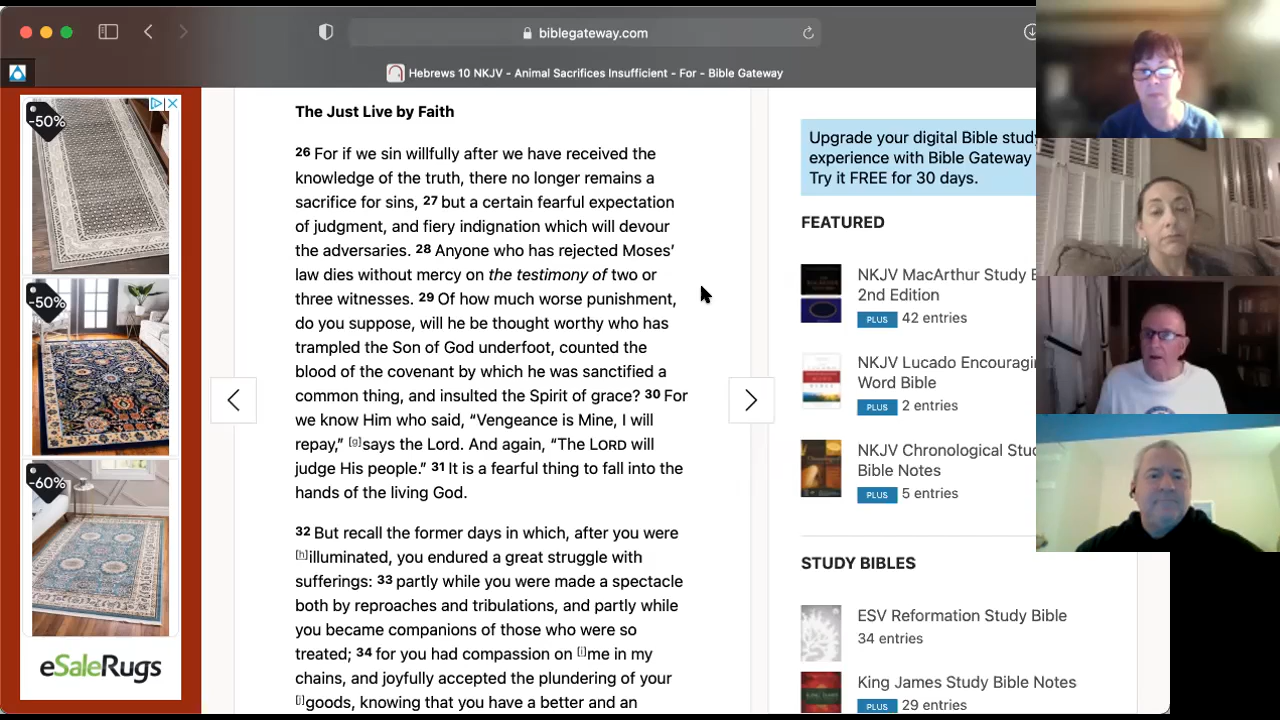 biblegateway.com
Hebrews 10 NKJV - Animal Sacrifices Insufficient - For - Bible Gateway
-50%
-50%
-60%
eSaleRugs
The Just Live by Faith
26 For if we sin willfully after we have received the
knowledge of the truth, there no longer remains a
sacrifice for sins, 27 but a certain fearful expectation
of judgment, and fiery indignation which will devour
the adversaries. 28 Anyone who has rejected Moses’
law dies without mercy on the testimony of two or
three witnesses. 29 Of how much worse punishment,
do you suppose, will he be thought worthy who has
trampled the Son of God underfoot, counted the
blood of the covenant by which he was sanctified a
common thing, and insulted the Spirit of grace? 30 For
we know Him who said, “Vengeance is Mine, I will
repay,” [g]says the Lord. And again, “The LORD will
judge His people.” 31 It is a fearful thing to fall into the
hands of the living God.
32 But recall the former days in which, after you were
[h]illuminated, you endured a great struggle with
sufferings: 33 partly while you were made a spectacle
both by reproaches and tribulations, and partly while
you became companions of those who were so
treated; 34 for you had compassion on [i]me in my
chains, and joyfully accepted the plundering of your
[j]goods, knowing that you have a better and an
Upgrade your digital Bible study
experience with Bible Gateway
Try it FREE for 30 days.
FEATURED
NKJV MacArthur Study B
2nd Edition
PLUS 42 entries
NKJV Lucado Encouragin
Word Bible
PLUS 2 entries
NKJV Chronological Stud
Bible Notes
PLUS 5 entries
STUDY BIBLES
ESV Reformation Study Bible
34 entries
King James Study Bible Notes
PLUS 29 entries